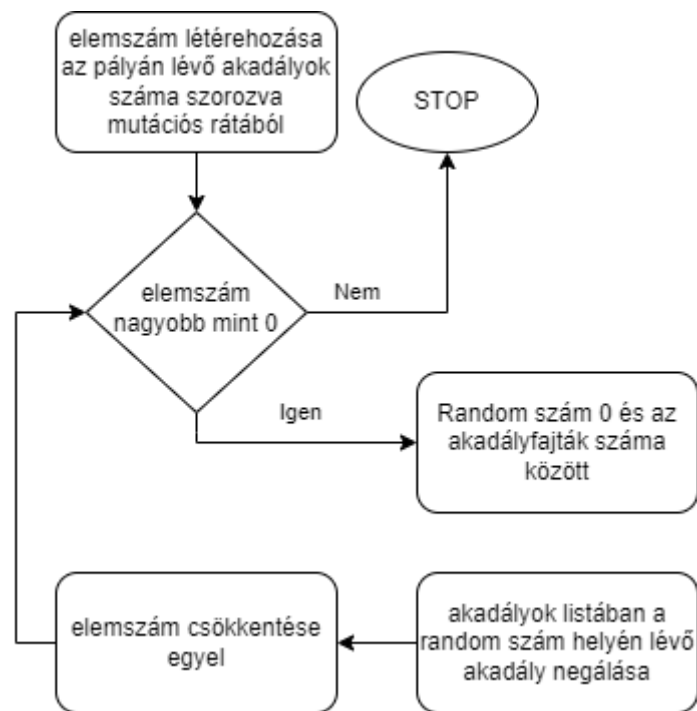 elemszám létérehozása
az pályán lévő akadályok
száma szorozva
mutációs rátából
STOP
elemszám
nagyobb mint 0
Nem
Igen
Random szám 0 és az
akadályfajták száma
között
elemszám csökkentése
egyel
akadályok listában a
random szám helyén lévő
akadály negálása